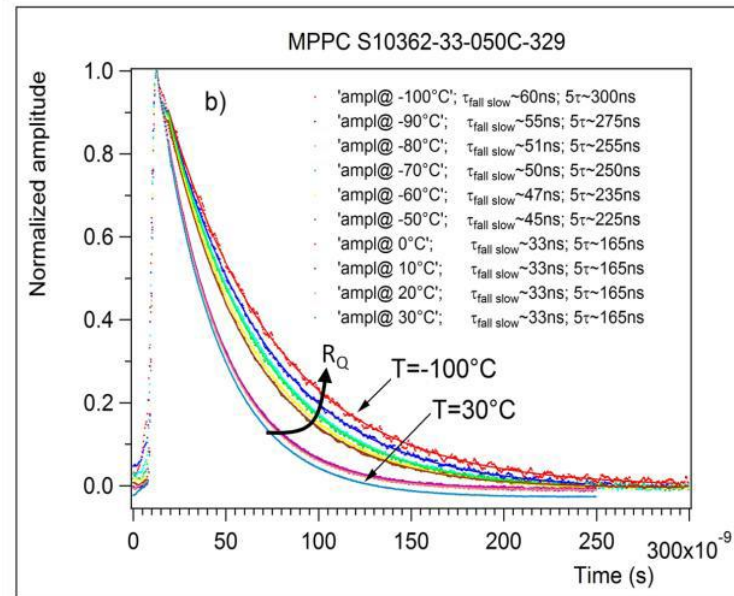 MPPC S10362-33-050C-329
b)
'ampl@ -100°C'; τfall slow~60ns; 5τ~300ns
'ampl@ -90°C'; τfall slow~55ns; 5τ~275ns
'ampl@ -80°C'; τfall slow~51ns; 5τ~255ns
'ampl@ -70°C'; τfall slow~50ns; 5τ~250ns
'ampl@ -60°C'; τfall slow~47ns; 5τ~235ns
'ampl@ -50°C'; τfall slow~45ns; 5τ~225ns
'ampl@ 0°C'; τfall slow~33ns; 5τ~165ns
'ampl@ 10°C'; τfall slow~33ns; 5τ~165ns
'ampl@ 20°C'; τfall slow~33ns; 5τ~165ns
'ampl@ 30°C'; τfall slow~33ns; 5τ~165ns
Normalized amplitude
1.0
0.8
0.6
0.4
0.2
0.0
RQ
T=-100°C
T=30°C
0 50 100 150 200 250 300x10-9
Time (s)